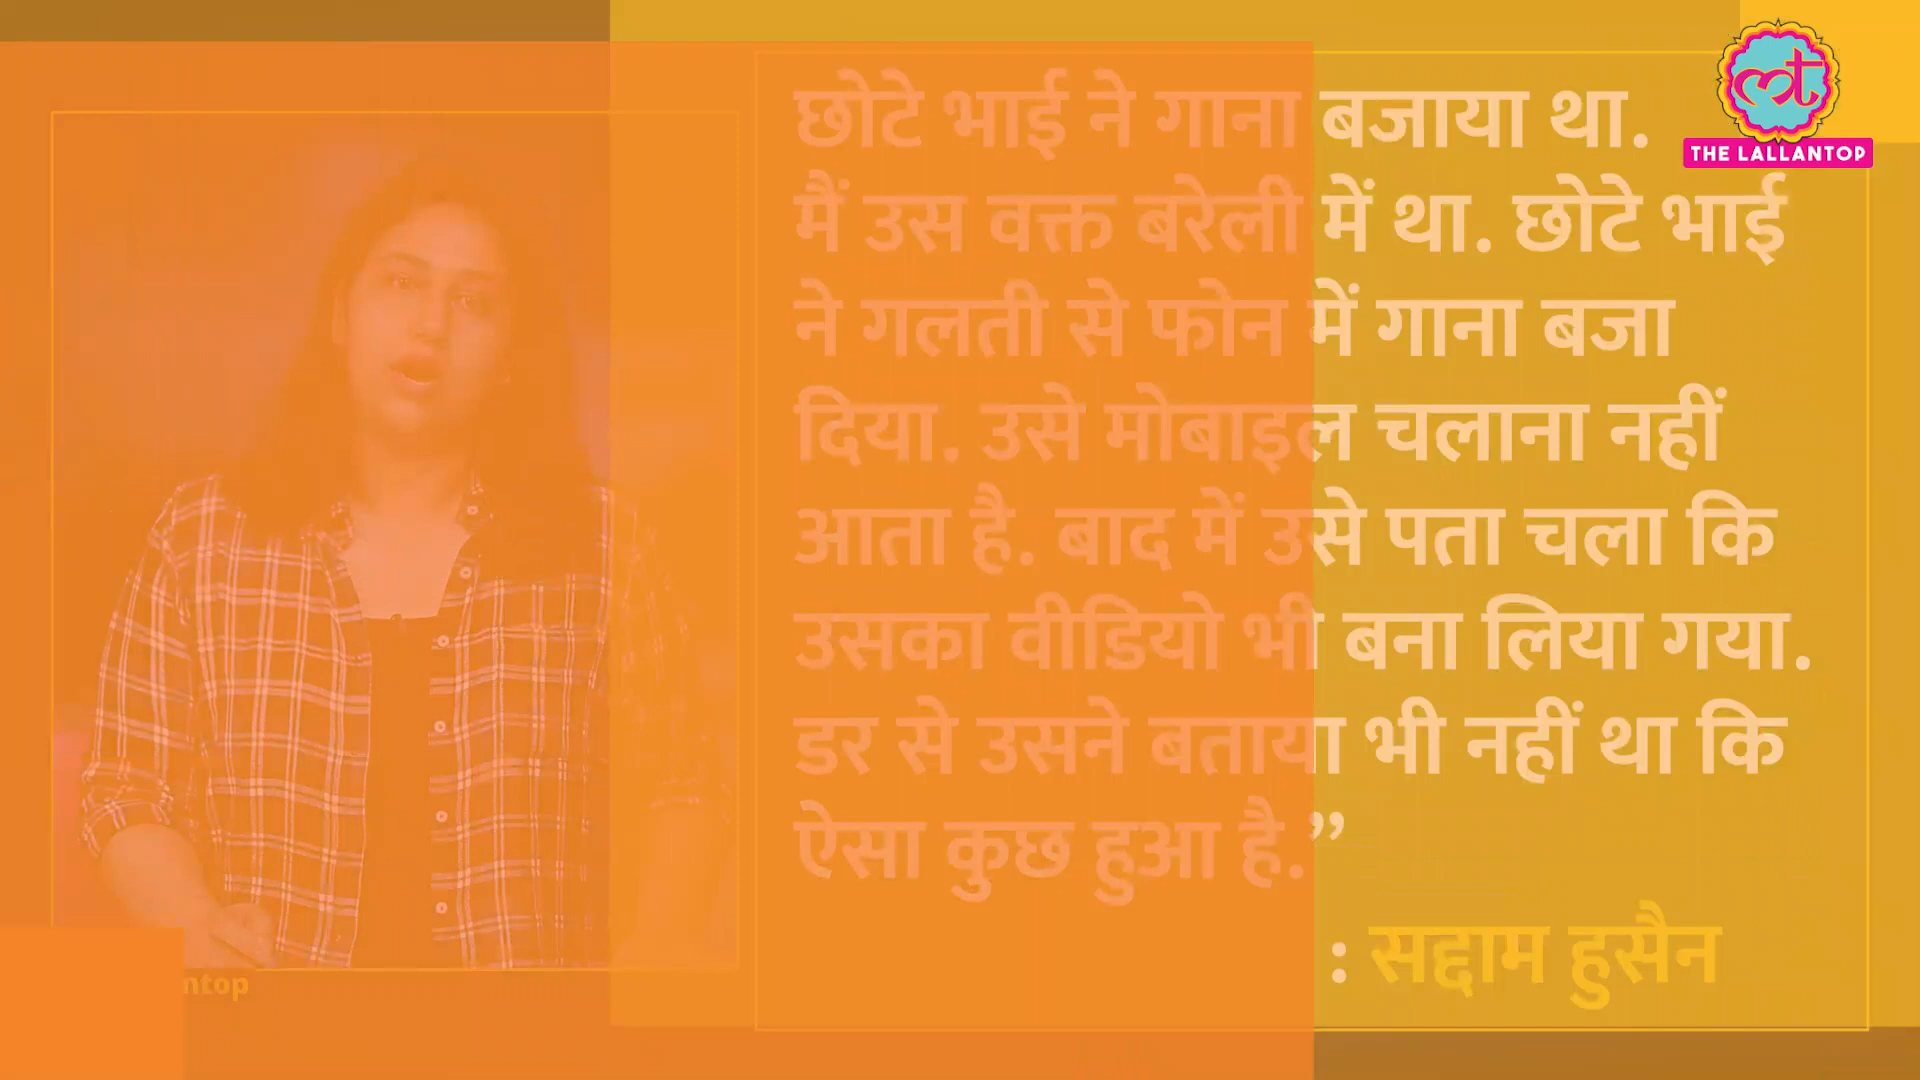 छोटे भाई ने गाना बजाया था.
मैं उस वक्त बरेली में था. छोटे भाई
ने गलती से फोन में गाना बजा
दिया. उसे मोबाइल चलाना नहीं
आता है. बाद में उसे पता चला कि
उसका वीडियो भी बना लिया गया.
डर से उसने बताया भी नहीं था कि
ऐसा कुछ हुआ है.”
: सद्दाम हुसैन
THE LALLANTOP
ntop